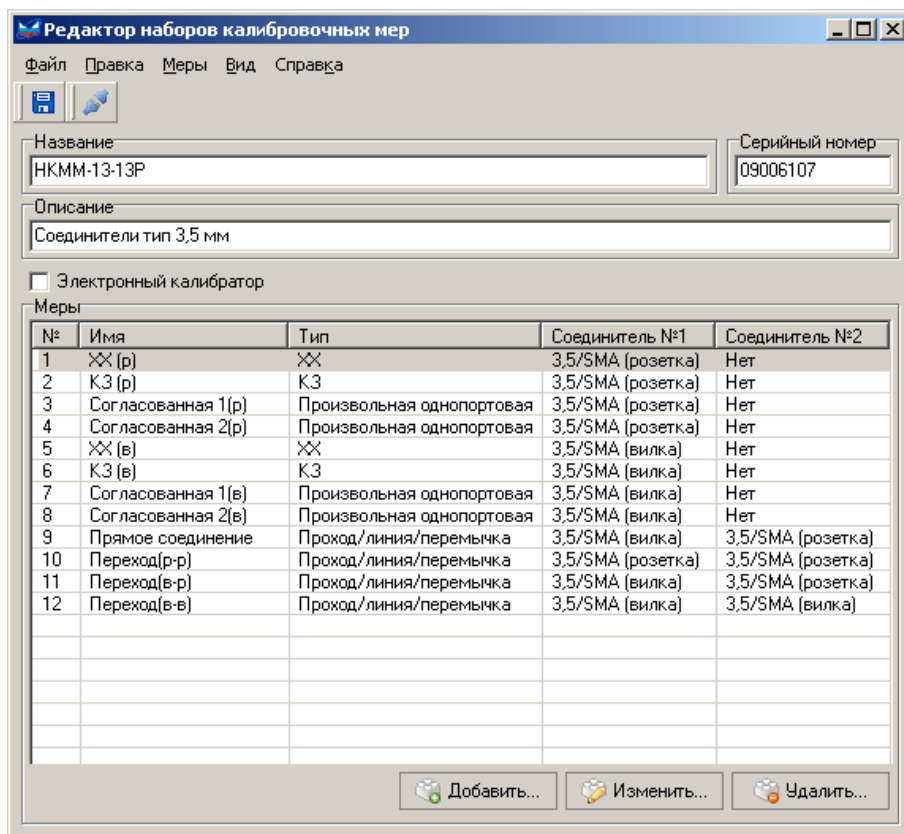 Редактор наборов калибровочных мер
Файл Правка Меры Вид Справка
Название
НКММ-13-13Р
Серийный номер
09006107
Описание
Соединители тип 3,5 мм
Электронный калибратор
Меры
№ Имя Тип Соединитель №1 Соединитель №2
1 ХХ (р) ХХ 3,5/SMA (розетка) Нет
2 КЗ (р) КЗ 3,5/SMA (розетка) Нет
3 Согласованная 1(р) Произвольная однопортовая 3,5/SMA (розетка) Нет
4 Согласованная 2(р) Произвольная однопортовая 3,5/SMA (розетка) Нет
5 ХХ (в) ХХ 3,5/SMA (вилка) Нет
6 КЗ (в) КЗ 3,5/SMA (вилка) Нет
7 Согласованная 1(в) Произвольная однопортовая 3,5/SMA (вилка) Нет
8 Согласованная 2(в) Произвольная однопортовая 3,5/SMA (вилка) Нет
9 Прямое соединение Проход/линия/перемычка 3,5/SMA (вилка) 3,5/SMA (розетка)
10 Переход(р-р) Проход/линия/перемычка 3,5/SMA (розетка) 3,5/SMA (розетка)
11 Переход(в-р) Проход/линия/перемычка 3,5/SMA (вилка) 3,5/SMA (розетка)
12 Переход(в-в) Проход/линия/перемычка 3,5/SMA (вилка) 3,5/SMA (вилка)
Добавить... Изменить... Удалить...